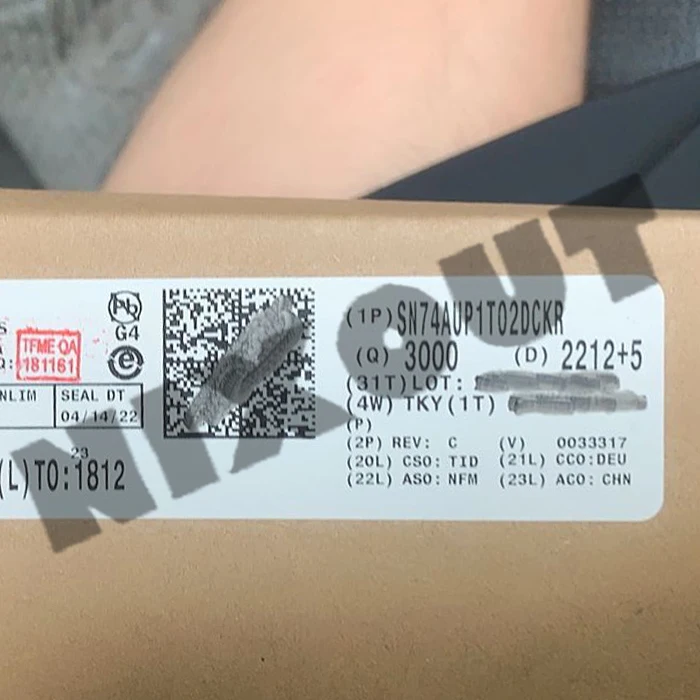 Pb
G4
e
TFME QA
181161
Q:
NLIM
SEAL DT
04/14/22
23
(L)TO:1812
(1P)SN74AUP1T02DCKR
(Q) 3000 (D) 2212+5
(31T)LOT:
(4W) TKY(1T)
(P)
(2P) REV: C (V) 0033317
(20L) CSO: TID (21L) CCO:DEU
(22L) ASO: NFM (23L) ACO: CHN
NIXOUT